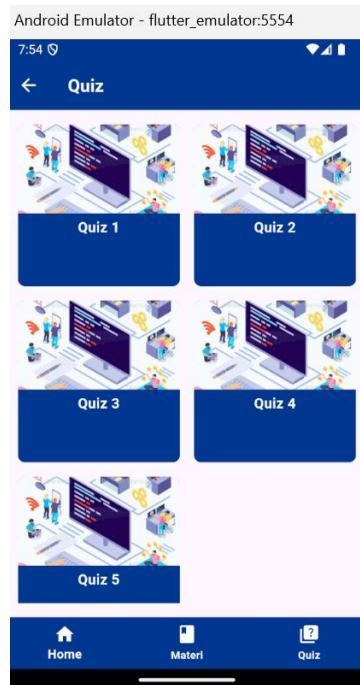 Android Emulator - flutter_emulator:5554
7:54
Quiz
Quiz 1 Quiz 2
Quiz 3 Quiz 4
Quiz 5
Home Materi Quiz